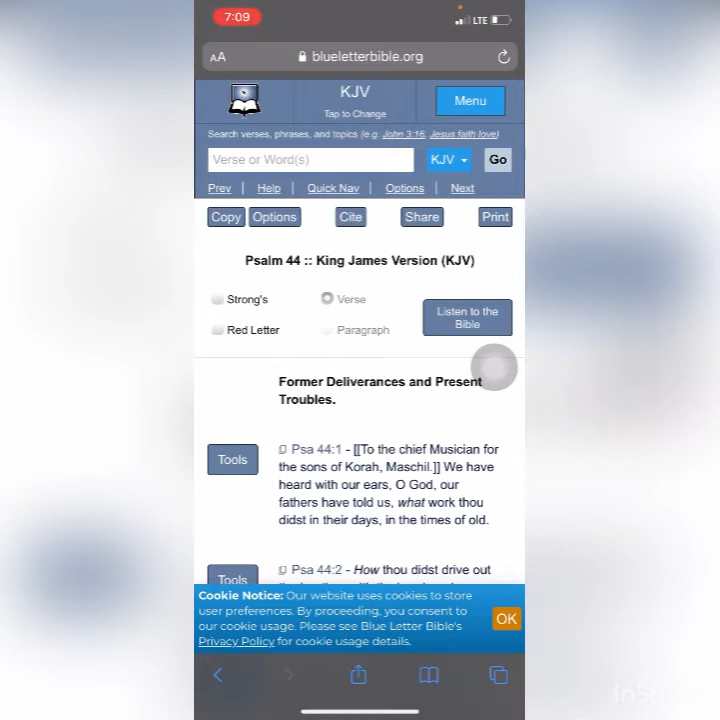 7:09
LTE
AA blueletterbible.org
KJV
Tap to Change
Menu
Search verses, phrases, and topics (e.g. John 3:16, Jesus faith love)
Verse or Word(s) KJV Go
Prev | Help | Quick Nav | Options | Next
Copy Options Cite Share Print
Psalm 44 :: King James Version (KJV)
Strong's Verse
Red Letter Paragraph
Listen to the
Bible
Former Deliverances and Present
Troubles.
Tools
Psa 44:1 - [[To the chief Musician for
the sons of Korah, Maschil.]] We have
heard with our ears, O God, our
fathers have told us, what work thou
didst in their days, in the times of old.
Tools
Psa 44:2 - How thou didst drive out
Cookie Notice: Our website uses cookies to store
user preferences. By proceeding, you consent to
our cookie usage. Please see Blue Letter Bible's
Privacy Policy for cookie usage details.
OK